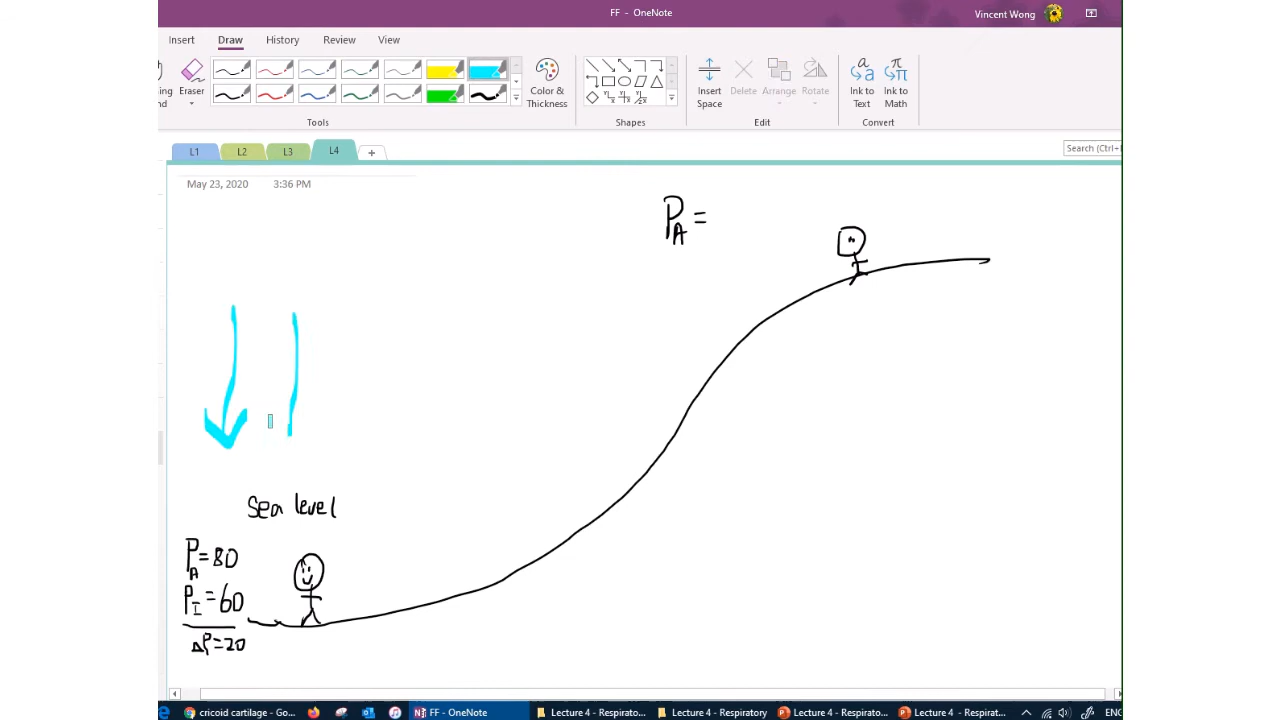 FF - OneNote
Vincent Wong
Insert Draw History Review View
Eraser
Color & Thickness
Insert Space
Delete Arrange Rotate
Ink to Text
Ink to Math
Tools Shapes Edit Convert
L1 L2 L3 L4 +
Search (Ctrl+
May 23, 2020 3:36 PM
PA =
Sea level
PA = 80
PI = 60
ΔP = 20
cricoid cartilage - Go... FF - OneNote Lecture 4 - Respirato... Lecture 4 - Respiratory Lecture 4 - Respirat... Lecture 4 - Respirat... ENG